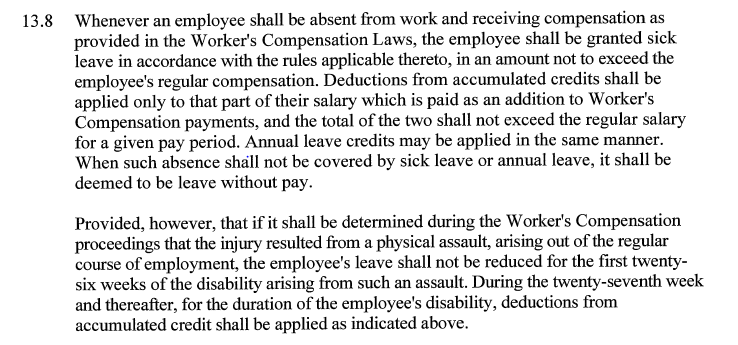 13.8 Whenever an employee shall be absent from work and receiving compensation as
provided in the Worker's Compensation Laws, the employee shall be granted sick
leave in accordance with the rules applicable thereto, in an amount not to exceed the
employee's regular compensation. Deductions from accumulated credits shall be
applied only to that part of their salary which is paid as an addition to Worker's
Compensation payments, and the total of the two shall not exceed the regular salary
for a given pay period. Annual leave credits may be applied in the same manner.
When such absence shall not be covered by sick leave or annual leave, it shall be
deemed to be leave without pay.
Provided, however, that if it shall be determined during the Worker's Compensation
proceedings that the injury resulted from a physical assault, arising out of the regular
course of employment, the employee's leave shall not be reduced for the first twenty-
six weeks of the disability arising from such an assault. During the twenty-seventh week
and thereafter, for the duration of the employee's disability, deductions from
accumulated credit shall be applied as indicated above.